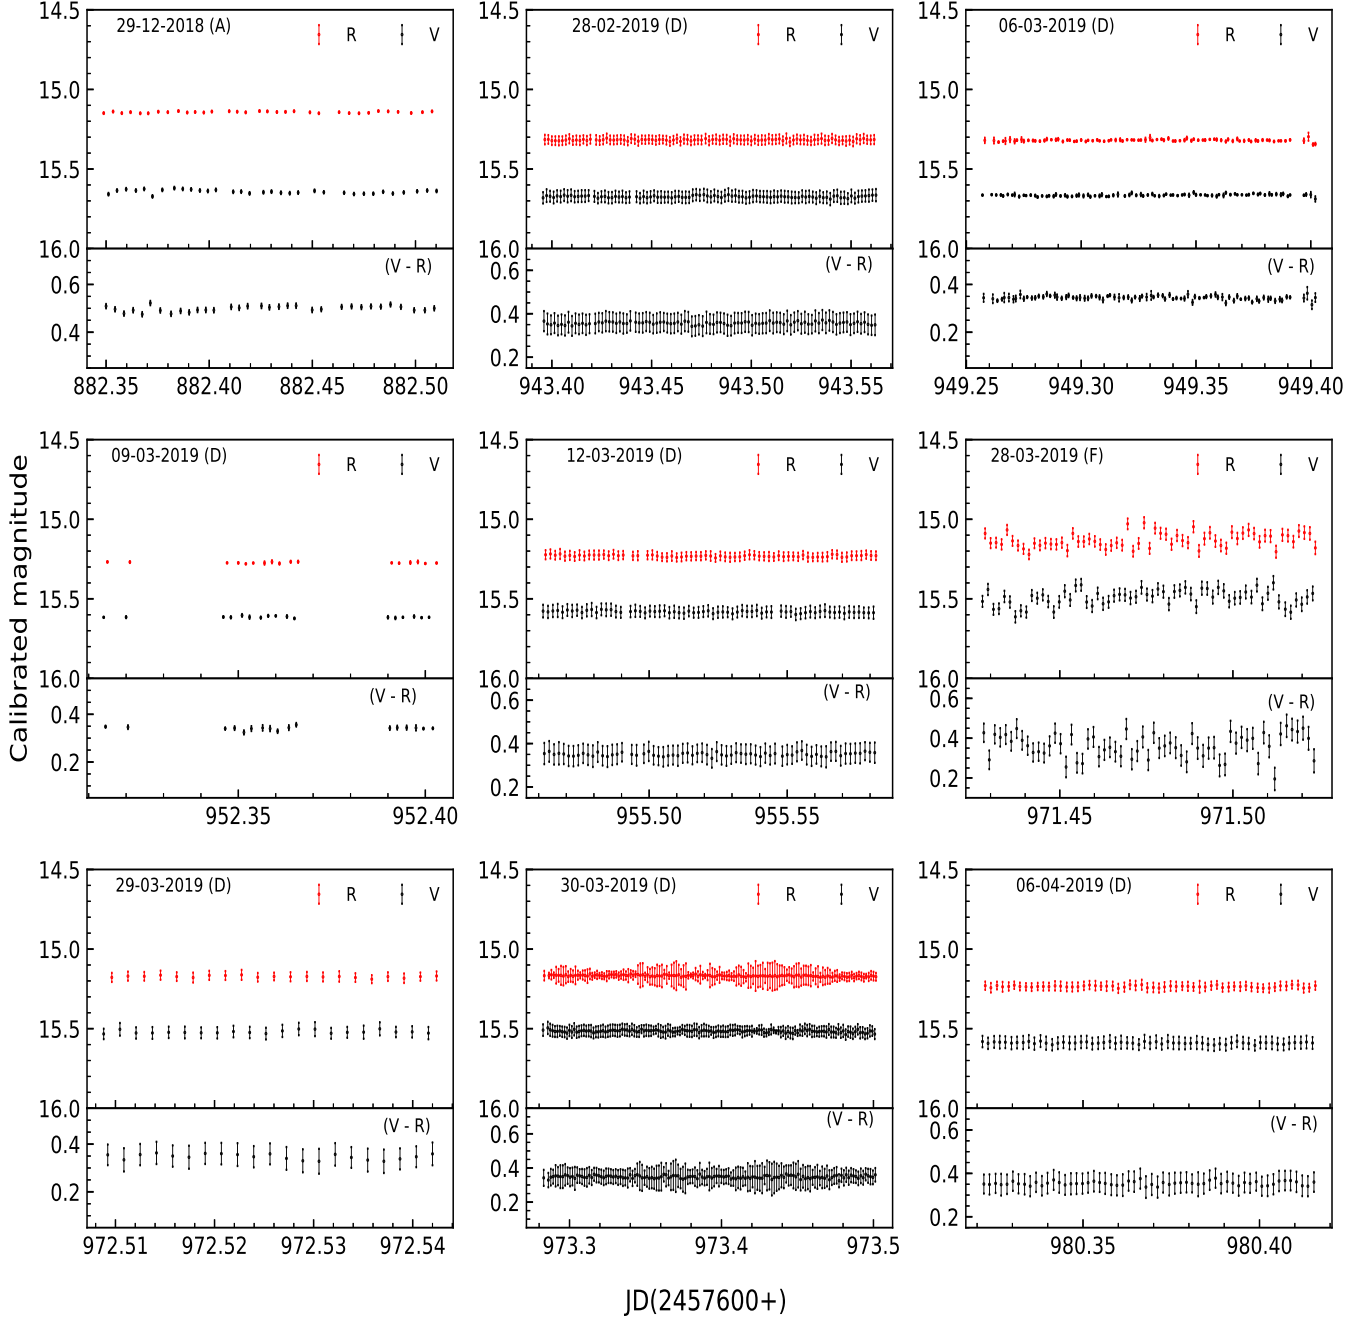 29-12-2018 (A) R V
14.5
15.0
15.5
16.0
(V - R)
0.6
0.4
882.35 882.40 882.45 882.50
28-02-2019 (D) R V
14.5
15.0
15.5
16.0
(V - R)
0.6
0.4
0.2
943.40 943.45 943.50 943.55
06-03-2019 (D) R V
14.5
15.0
15.5
16.0
(V - R)
0.4
0.2
949.25 949.30 949.35 949.40
Calibrated magnitude
09-03-2019 (D) R V
14.5
15.0
15.5
16.0
(V - R)
0.4
0.2
952.35 952.40
12-03-2019 (D) R V
14.5
15.0
15.5
16.0
(V - R)
0.6
0.4
0.2
955.50 955.55
28-03-2019 (F) R V
14.5
15.0
15.5
16.0
(V - R)
0.6
0.4
0.2
971.45 971.50
29-03-2019 (D) R V
14.5
15.0
15.5
16.0
(V - R)
0.4
0.2
972.51 972.52 972.53 972.54
30-03-2019 (D) R V
14.5
15.0
15.5
16.0
(V - R)
0.6
0.4
0.2
973.3 973.4 973.5
06-04-2019 (D) R V
14.5
15.0
15.5
16.0
(V - R)
0.6
0.4
0.2
980.35 980.40
JD(2457600+)